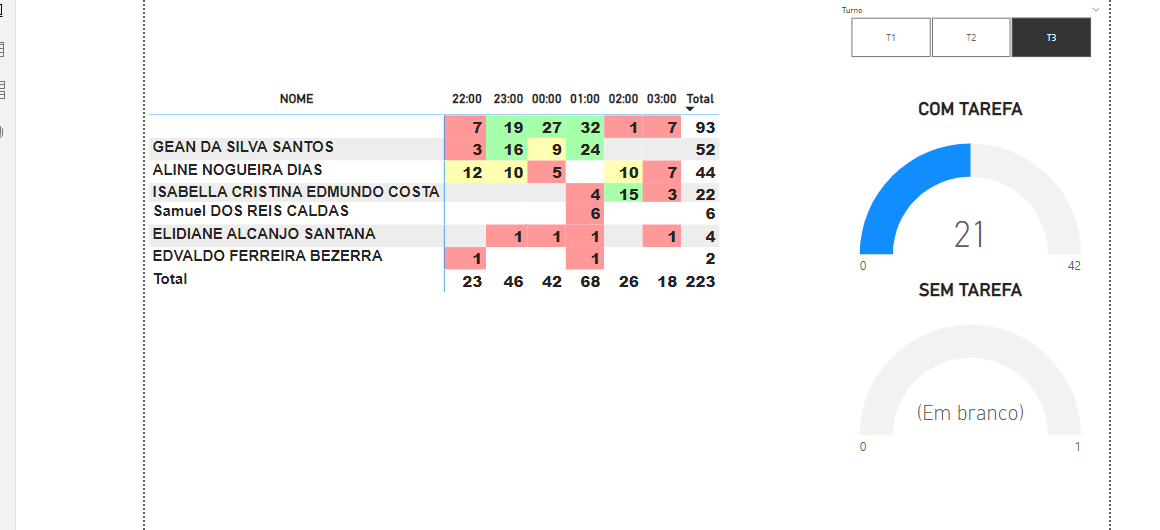 Turno
T1 T2 T3
NOME 22:00 23:00 00:00 01:00 02:00 03:00 Total
7 19 27 32 1 7 93
GEAN DA SILVA SANTOS 3 16 9 24 52
ALINE NOGUEIRA DIAS 12 10 5 10 7 44
ISABELLA CRISTINA EDMUNDO COSTA 4 15 3 22
Samuel DOS REIS CALDAS 6 6
ELIDIANE ALCANJO SANTANA 1 1 1 1 4
EDVALDO FERREIRA BEZERRA 1 1 2
Total 23 46 42 68 26 18 223
COM TAREFA
21
0 42
SEM TAREFA
(Em branco)
0 1